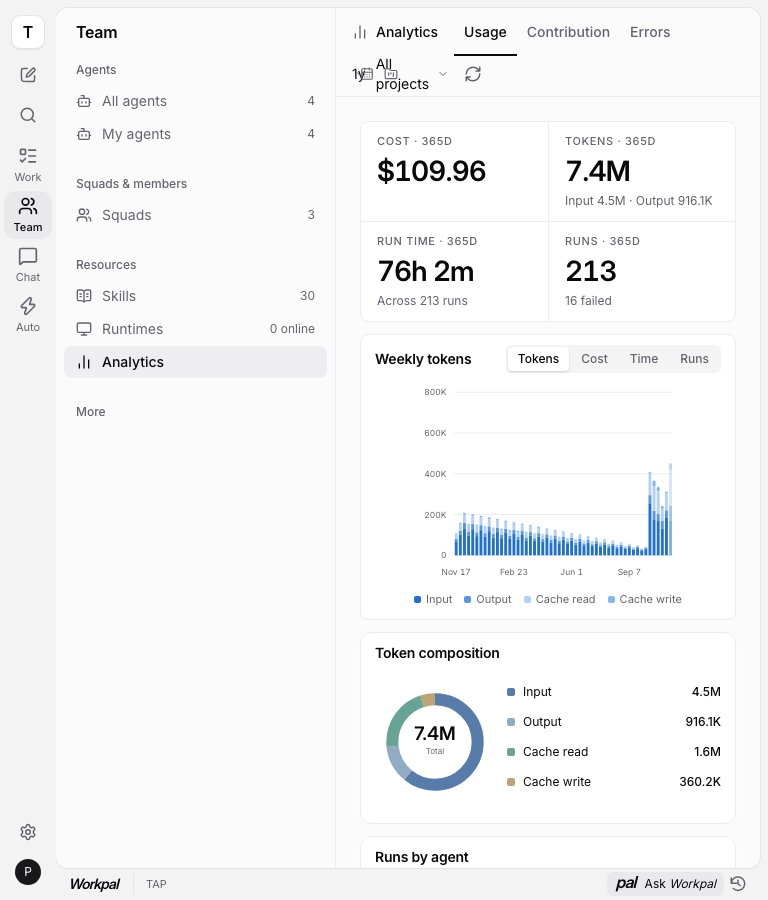 T
Work
Team
Chat
Auto
P
Team
Agents
All agents 4
My agents 4
Squads & members
Squads 3
Resources
Skills 30
Runtimes 0 online
Analytics
More
Analytics Usage Contribution Errors
1y All projects
COST · 365D
$109.96
TOKENS · 365D
7.4M
Input 4.5M · Output 916.1K
RUN TIME · 365D
76h 2m
Across 213 runs
RUNS · 365D
213
16 failed
Weekly tokens Tokens Cost Time Runs
800K
600K
400K
200K
0
Nov 17 Feb 23 Jun 1 Sep 7
Input Output Cache read Cache write
Token composition
7.4M
Total
Input 4.5M
Output 916.1K
Cache read 1.6M
Cache write 360.2K
Runs by agent
Workpal TAP
pal Ask Workpal